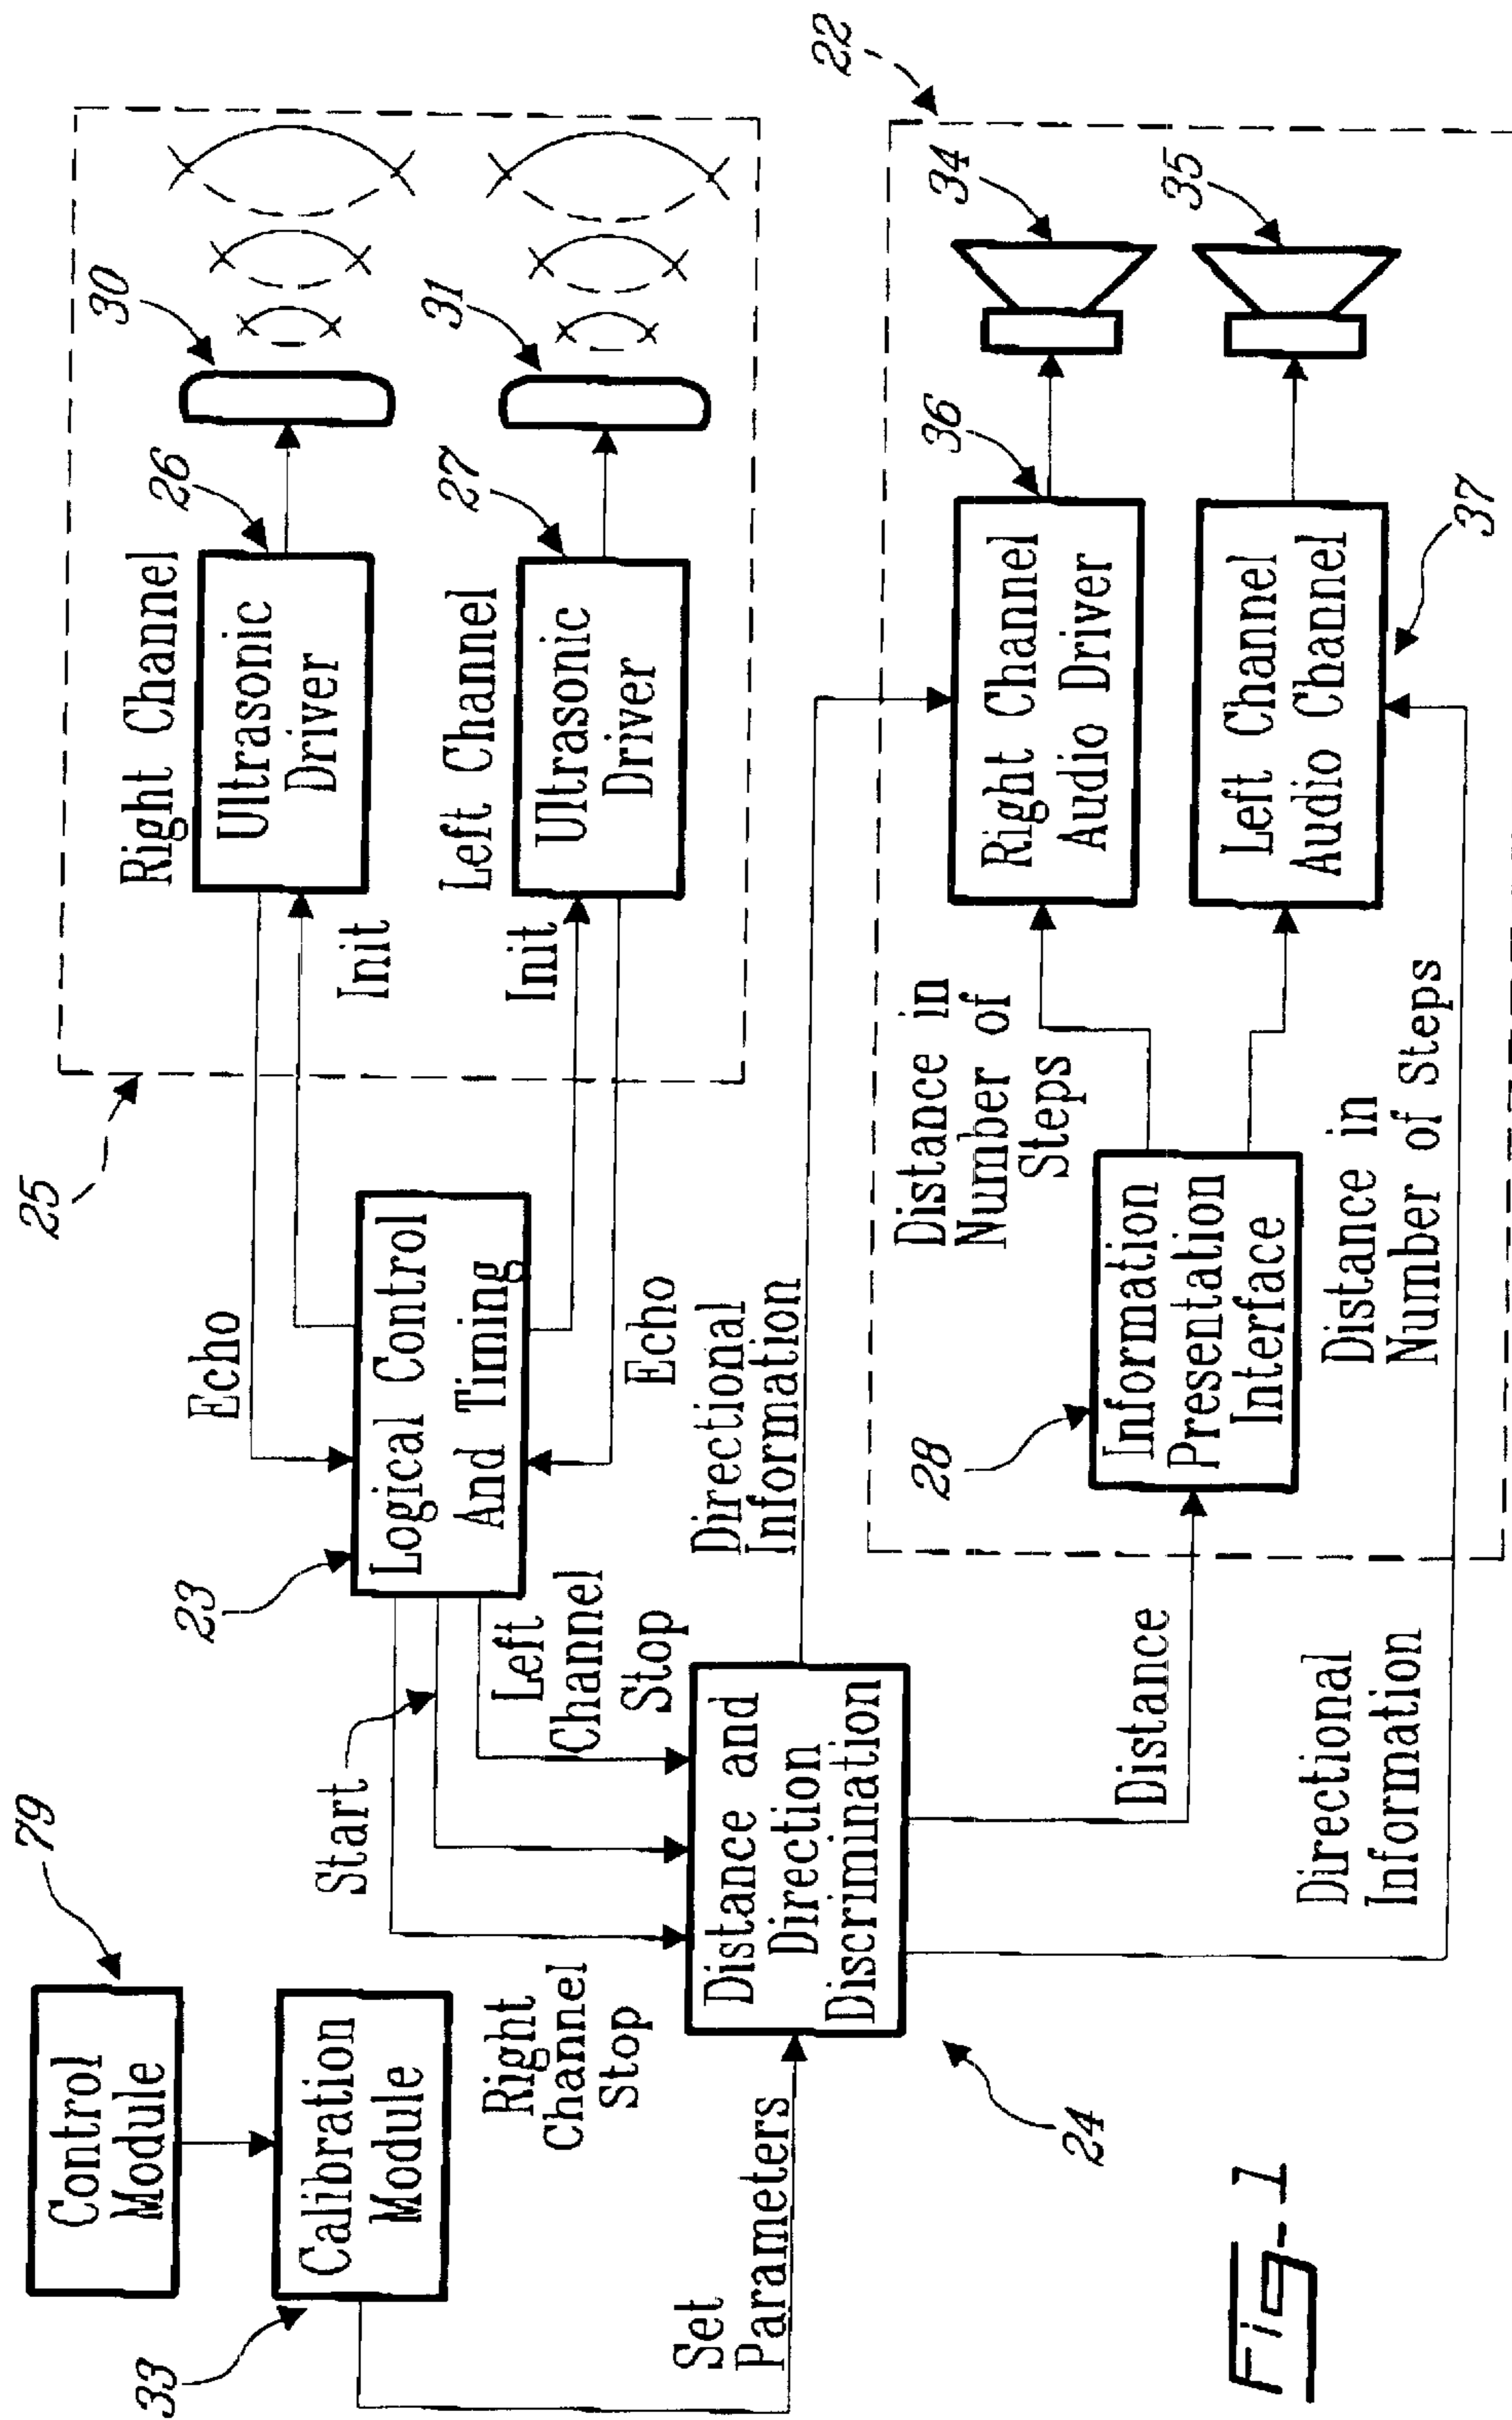 79
Control
Module
33
Calibration
Module
Set
Parameters
Right
Channel
Stop
Start
Left
Channel
Stop
23
Logical Control
And Timing
Echo
Echo
25
Init
Init
Right Channel
Ultrasonic
Driver
26
30
Left Channel
Ultrasonic
Driver
27
31
24
Distance and
Direction
Discrimination
Directional
Information
Distance
Directional
Information
22
28
Information
Presentation
Interface
Distance in
Number of
Steps
Distance in
Number of Steps
Right Channel
Audio Driver
36
34
Left Channel
Audio Channel
37
35
Fig-1